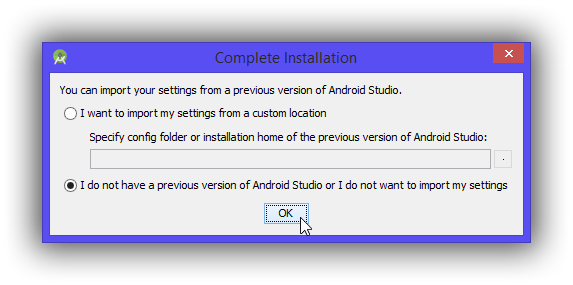 Complete Installation
You can import your settings from a previous version of Android Studio.
I want to import my settings from a custom location
Specify config folder or installation home of the previous version of Android Studio:
.
I do not have a previous version of Android Studio or I do not want to import my settings
OK